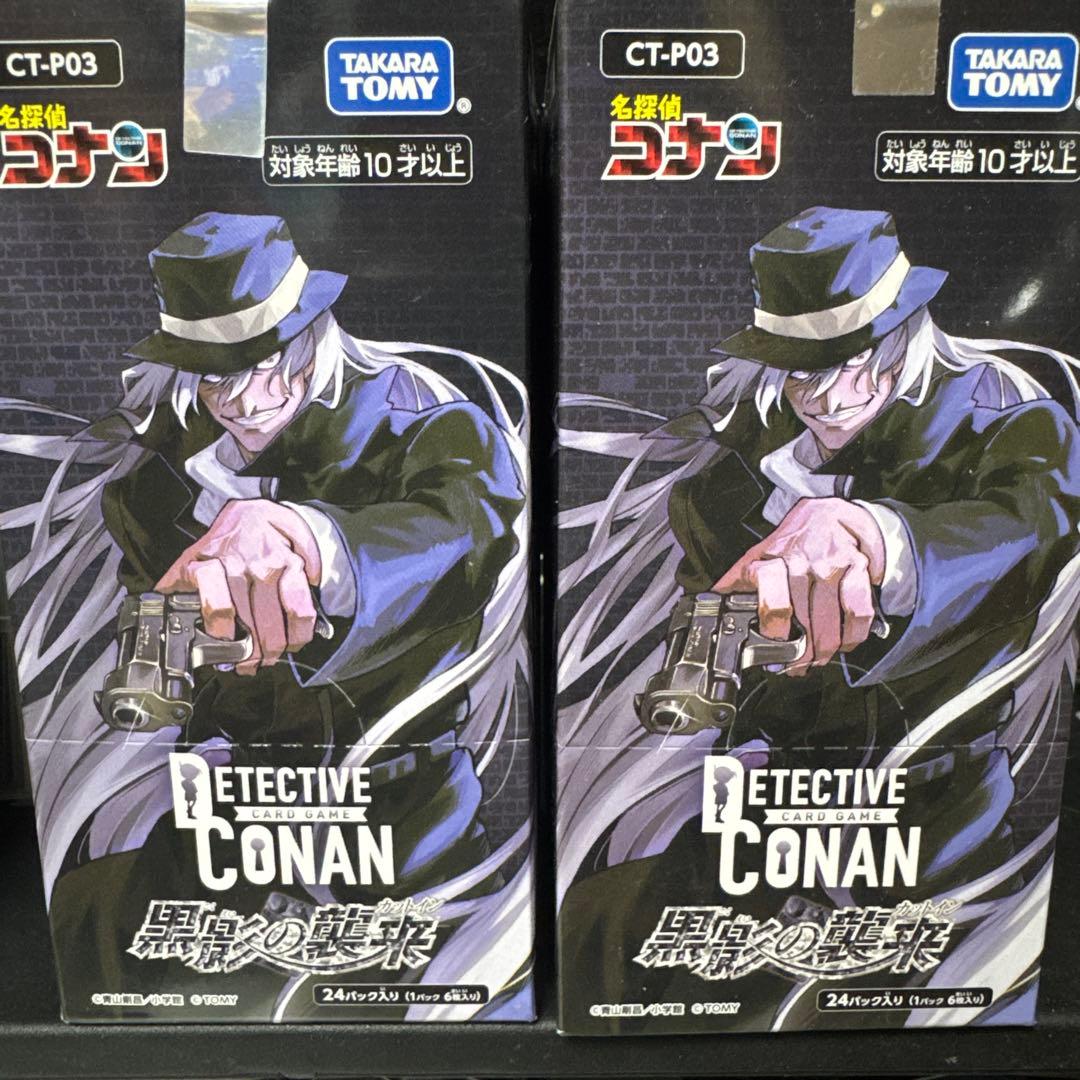 CT-P03
TAKARA
TOMY
®
名探偵
コナン
DETECTIVE
CONAN
たいしょうねんれい さい いじょう
対象年齢10才以上
DETECTIVE
CARD GAME
CONAN
カットイン
黒影の襲来
24パック入り (1パック 6枚入り)
©青山剛昌/小学館 © TOMY
CT-P03
TAKARA
TOMY
名探偵
コナン
DETECTIVE
CONAN
たいしょうねんれい さい いじょう
対象年齢10才以上
DETECTIVE
CARD GAME
CONAN
カットイン
黒影の襲来
24パック入り (1パック 6枚入り)
©青山剛昌/小学館 © TOMY